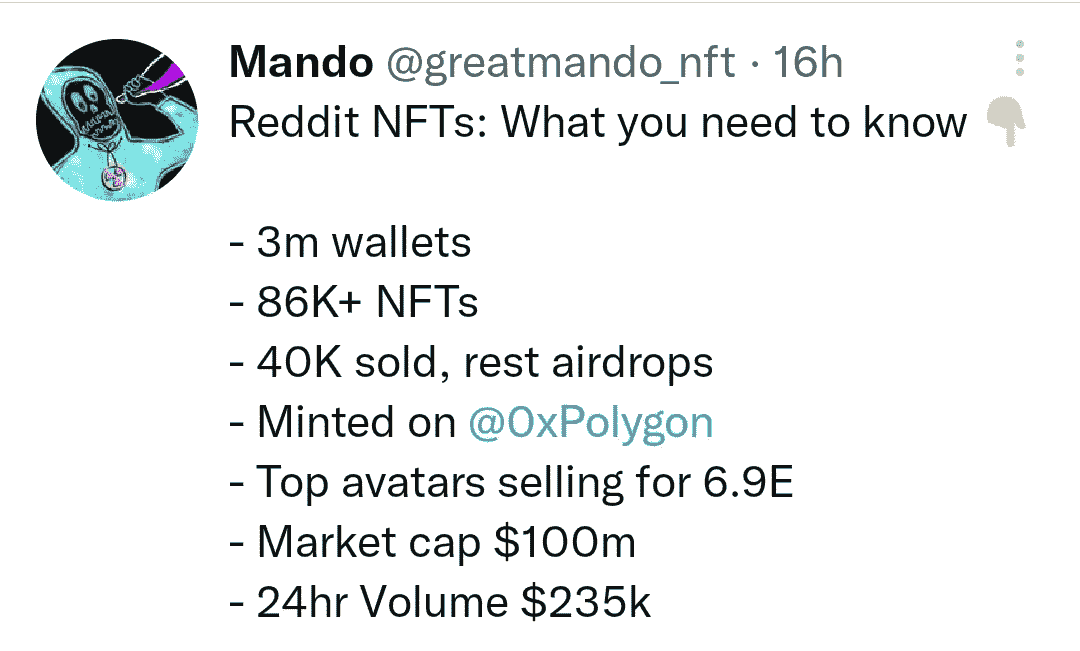 Mando @greatmando_nft · 16h
Reddit NFTs: What you need to know 👇
- 3m wallets
- 86K+ NFTs
- 40K sold, rest airdrops
- Minted on @0xPolygon
- Top avatars selling for 6.9E
- Market cap $100m
- 24hr Volume $235k